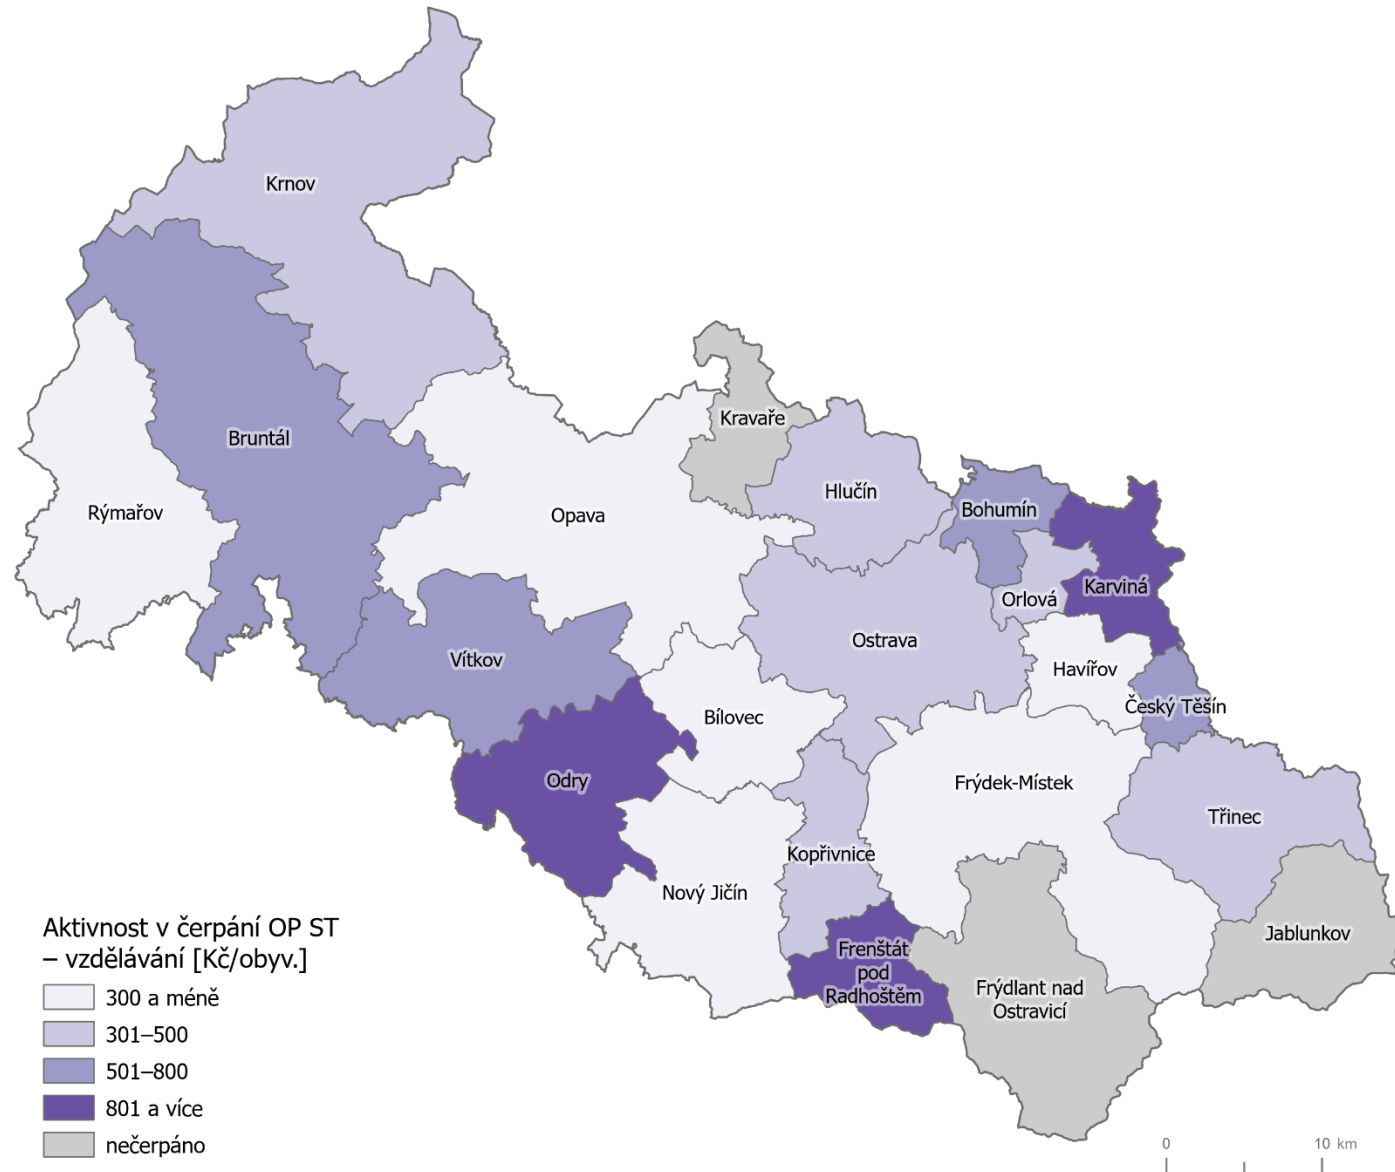 Krnov
Bruntál
Rýmařov
Kravaře
Opava
Hlučín
Bohumín
Karviná
Orlová
Ostrava
Havířov
Český Těšín
Vítkov
Bílovec
Odry
Frýdek-Místek
Třinec
Kopřivnice
Nový Jičín
Jablunkov
Frenštát
pod
Radhoštěm
Frýdlant nad
Ostravicí
Aktivnost v čerpání OP ST
– vzdělávání [Kč/obyv.]
300 a méně
301–500
501–800
801 a více
nečerpáno
0 10 km